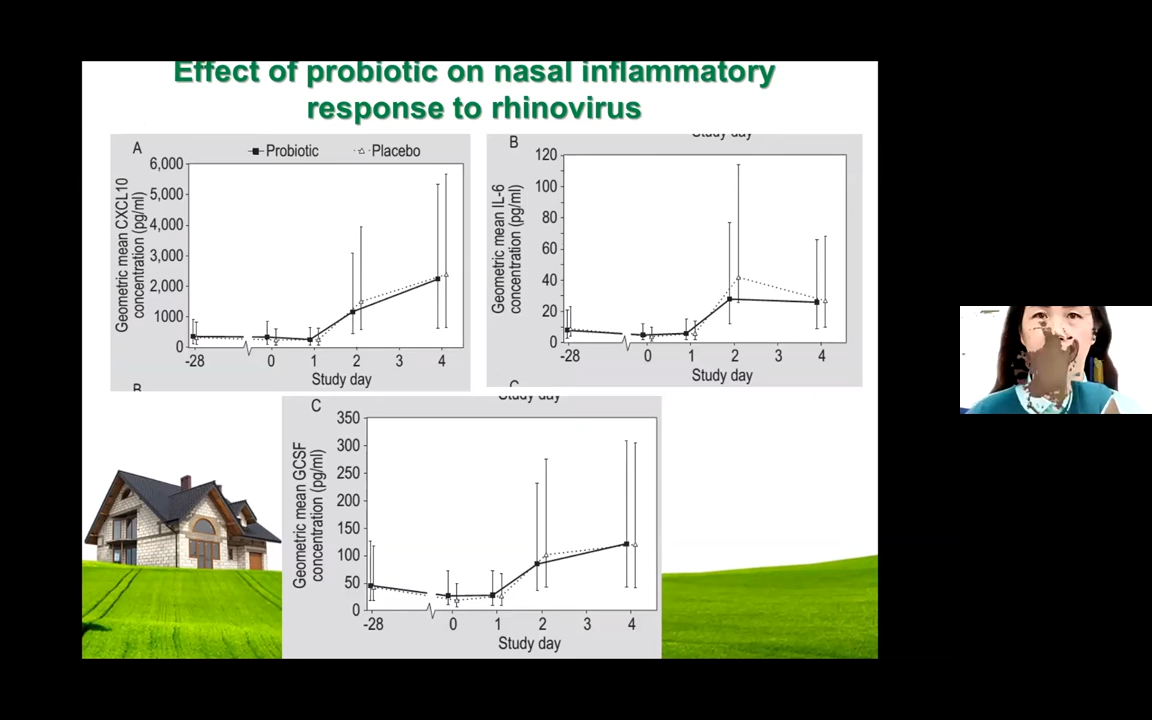 Effect of probiotic on nasal inflammatory
response to rhinovirus
A
Probiotic
Placebo
Geometric mean CXCL10
concentration (pg/ml)
6,000
5,000
4,000
3,000
2,000
1000
0
-28
0
1
2
3
4
Study day
B
Study day
B
Geometric mean IL-6
concentration (pg/ml)
120
100
80
60
40
20
0
-28
0
1
2
3
4
Study day
C
Study day
C
Geometric mean GCSF
concentration (pg/ml)
350
300
250
200
150
100
50
0
-28
0
1
2
3
4
Study day